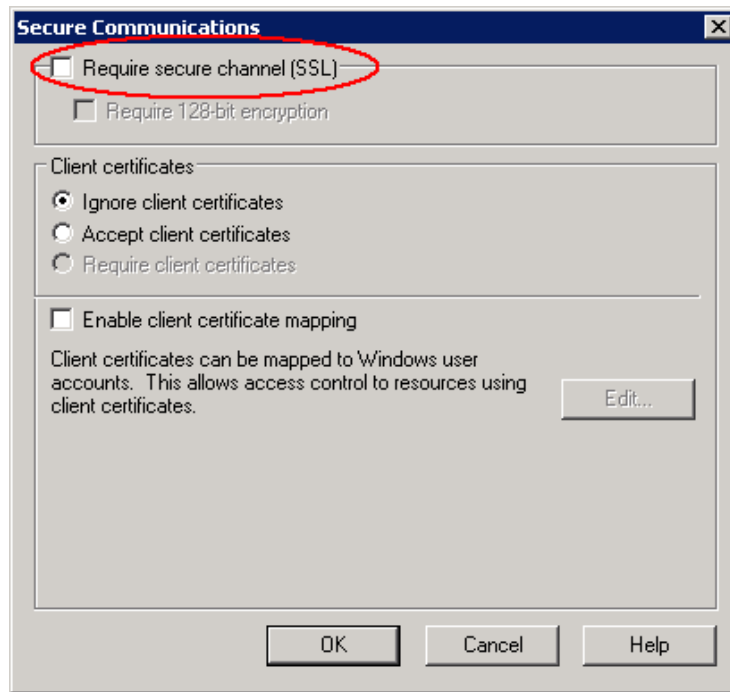 Secure Communications
Require secure channel (SSL)
Require 128-bit encryption
Client certificates
Ignore client certificates
Accept client certificates
Require client certificates
Enable client certificate mapping
Client certificates can be mapped to Windows user
accounts. This allows access control to resources using
client certificates.
Edit...
OK Cancel Help